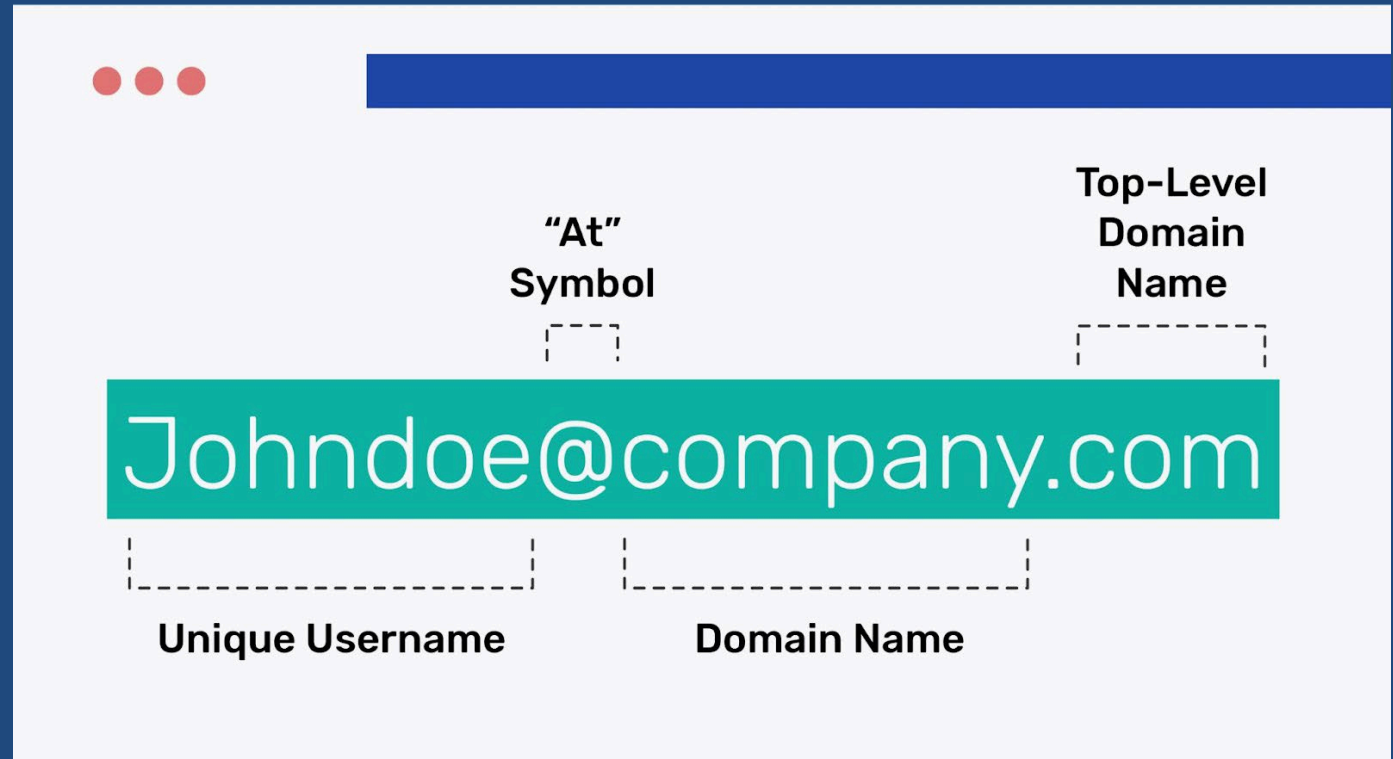 “At”
Symbol
Top-Level
Domain
Name
Johndoe@company.com
Unique Username
Domain Name